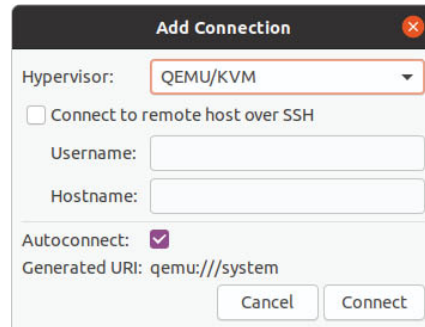 Add Connection
Hypervisor: QEMU/KVM
Connect to remote host over SSH
Username:
Hostname:
Autoconnect:
Generated URI: qemu:///system
Cancel Connect